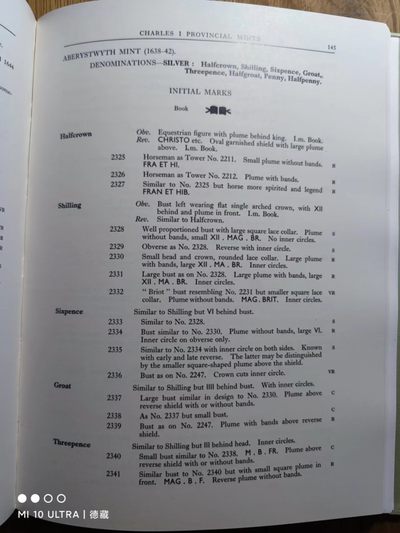 CHARLES I PROVINCIAL MINTS 145
ABERYSTWYTH MINT (1638-42).
DENOMINATIONS—SILVER: Halfcrown, Shilling, Sixpence, Groat,
Threepence, Halfgroat, Penny, Halfpenny.
INITIAL MARKS
Book
Halfcrown Obv. Equestrian figure with plume behind king. I.m. Book.
Rev. CHRISTO etc. Oval garnished shield with large plume
above. I.m. Book.
2325 Horseman as Tower No. 2211. Small plume without bands. R
FRA ET HI.
2326 Horseman as Tower No. 2212. Plume with bands. R
2327 Similar to No. 2325 but horse more spirited and legend R
FRAN ET HIB.
Shilling Obv. Bust left wearing flat single arched crown, with XII
behind and plume in front. I.m. Book.
Rev. Similar to Halfcrown.
2328 Well proportioned bust with large square lace collar. Plume S
without bands, small XII. MAG. BR. No inner circles.
2329 Obverse as No. 2328. Reverse with inner circle. S
2330 Small head and crown, rounded lace collar. Large plume R
with bands, large XII. MA. BR. Inner circles.
2331 Large bust as on No. 2328. Large plume with bands, large R
XII. MA. BR. Inner circles.
2332 "Briot" bust resembling No. 2231 but smaller square lace VR
collar. Plume without bands. MAG. BRIT. Inner circles.
Sixpence Similar to Shilling but VI behind bust.
2333 Similar to No. 2328. S
2334 Bust similar to No. 2330. Plume without bands, large VI. R
Inner circle on obverse only.
2335 Similar to No. 2334 with inner circle on both sides. Known S
with early and late reverse. The latter may be distinguished
by the smaller square-shaped plume above the shield.
2336 Bust as on No. 2247. Crown cuts inner circle. VR
Groat Similar to Shilling but IIII behind bust. With inner circles.
2337 Large bust similar in design to No. 2330. Plume above C
reverse shield with or without bands.
2338 As No. 2337 but small bust. C
2339 Bust as on No. 2247. Plume with bands above reverse R
shield.
Threepence Similar to Shilling but III behind head. Inner circles.
2340 Small bust similar to No. 2338. M. B. FR. Plume above C
reverse shield with or without bands.
2341 Similar bust to No. 2340 but with small square plume in R
front. MAG. B. F. Reverse plume without bands.
MI 10 ULTRA | 德藏